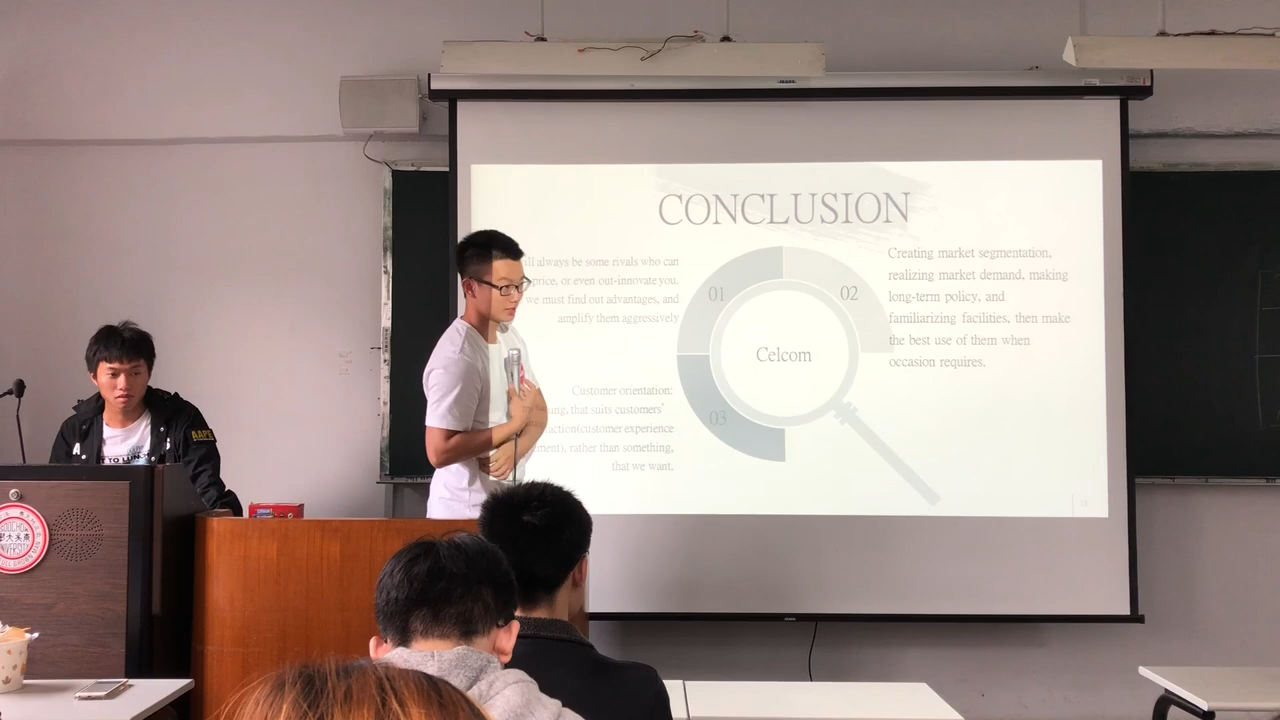 CONCLUSION
always be some rivals who can
price, or even out-innovate you.
we must find out advantages, and
amplify them aggressively
01
02
03
Celcom
Creating market segmentation,
realizing market demand, making
long-term policy, and
familiarizing facilities, then make
the best use of them when
occasion requires.
Customer orientation:
that suits customers'
(customer experience
rather than something,
that we want.
A
AAPE
TO LUN